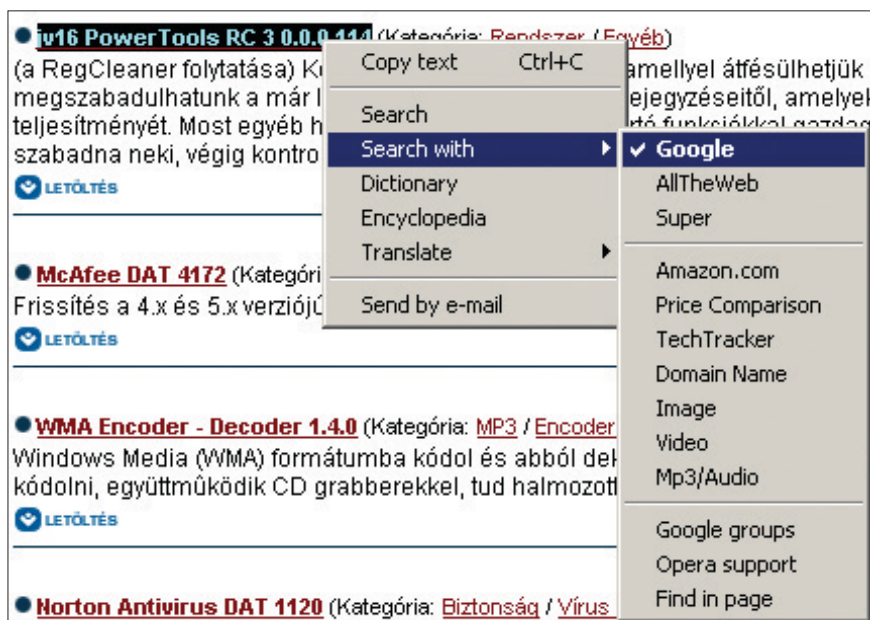 jv16 PowerTools RC 3 0.0.0.114 (Kategória: Rendszer / Egyéb)
(a RegCleaner folytatása) amellyel átfésülhetjük
megszabadulhatunk a már ejegyzéseitől, amelyek
teljesítményét. Most egyéb funkciókkal
szabadna neki, végig kontro
LETÖLTÉS
McAfee DAT 4172 (Kategóri
Frissítés a 4.x és 5.x verziójú
LETÖLTÉS
WMA Encoder - Decoder 1.4.0 (Kategória: MP3 / Encoder
Windows Media (WMA) formátumba kódol és abból dek
kódolni, együttmûködik CD grabberekkel, tud halmozott
LETÖLTÉS
Norton Antivirus DAT 1120 (Kategória: Biztonság / Vírus
Copy text Ctrl+C
Search
Search with
Dictionary
Encyclopedia
Translate
Send by e-mail
Google
AllTheWeb
Super
Amazon.com
Price Comparison
TechTracker
Domain Name
Image
Video
Mp3/Audio
Google groups
Opera support
Find in page